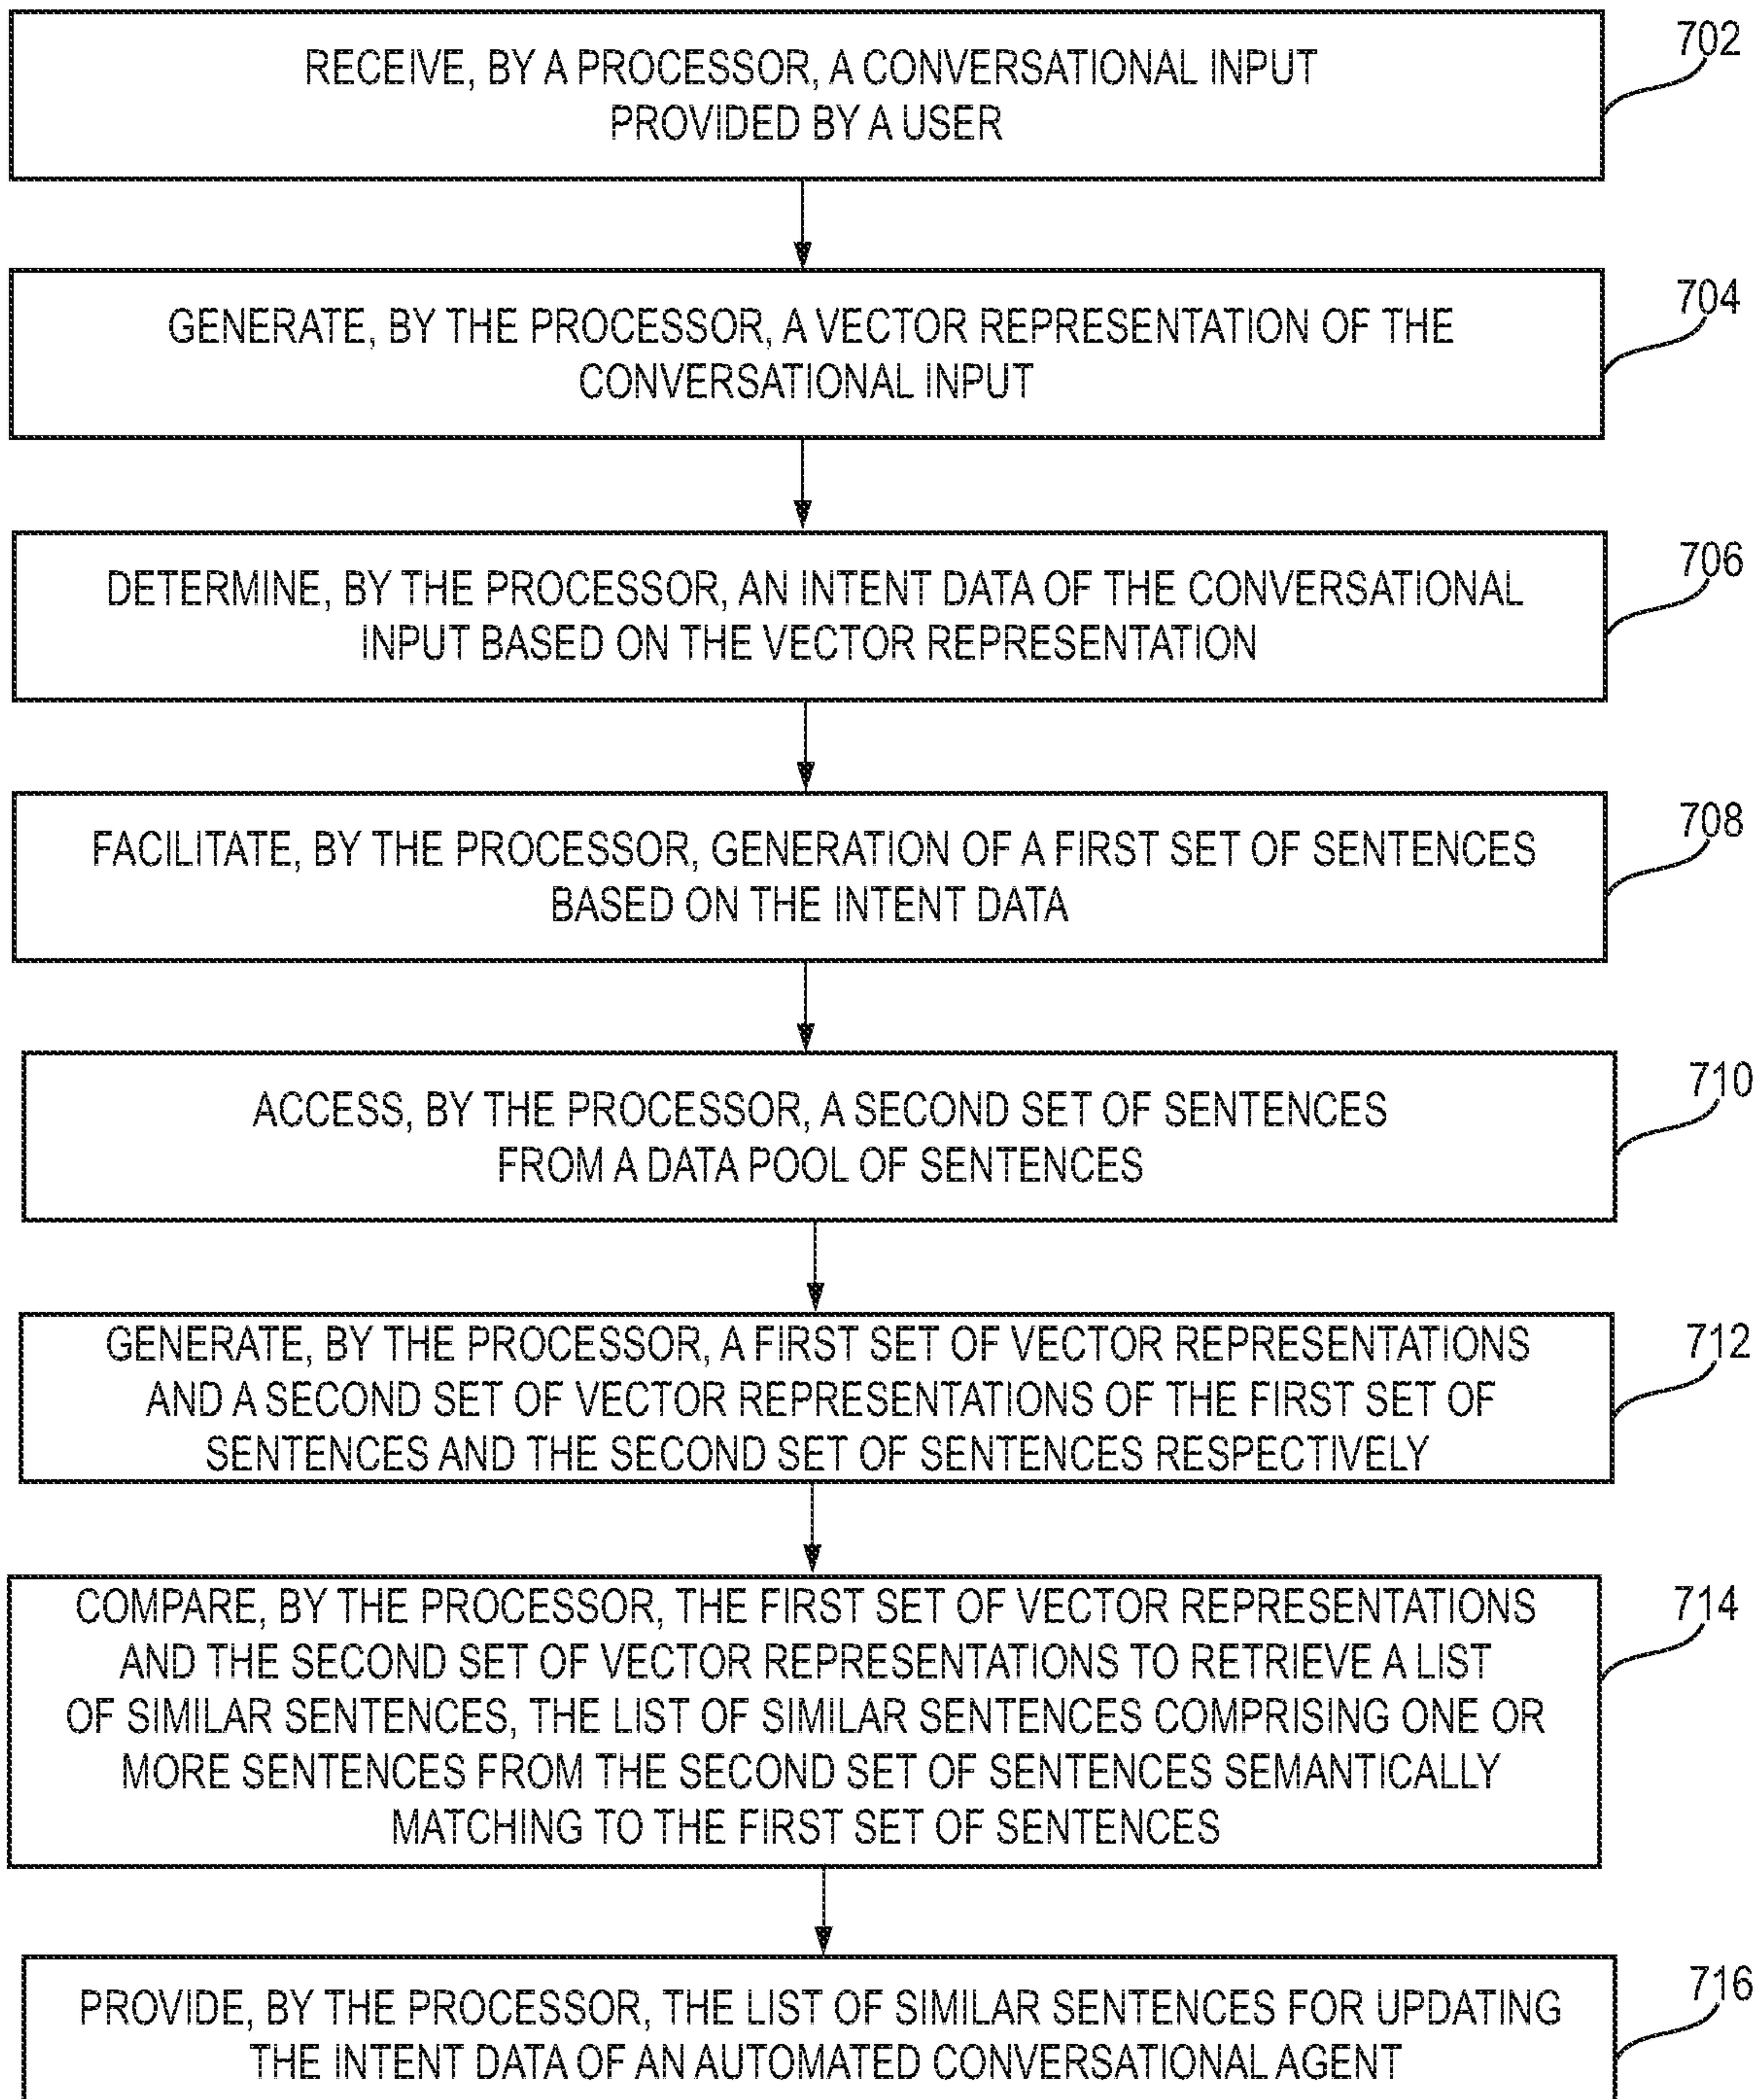 RECEIVE, BY A PROCESSOR, A CONVERSATIONAL INPUT
PROVIDED BY A USER
702
GENERATE, BY THE PROCESSOR, A VECTOR REPRESENTATION OF THE
CONVERSATIONAL INPUT
704
DETERMINE, BY THE PROCESSOR, AN INTENT DATA OF THE CONVERSATIONAL
INPUT BASED ON THE VECTOR REPRESENTATION
706
FACILITATE, BY THE PROCESSOR, GENERATION OF A FIRST SET OF SENTENCES
BASED ON THE INTENT DATA
708
ACCESS, BY THE PROCESSOR, A SECOND SET OF SENTENCES
FROM A DATA POOL OF SENTENCES
710
GENERATE, BY THE PROCESSOR, A FIRST SET OF VECTOR REPRESENTATIONS
AND A SECOND SET OF VECTOR REPRESENTATIONS OF THE FIRST SET OF
SENTENCES AND THE SECOND SET OF SENTENCES RESPECTIVELY
712
COMPARE, BY THE PROCESSOR, THE FIRST SET OF VECTOR REPRESENTATIONS
AND THE SECOND SET OF VECTOR REPRESENTATIONS TO RETRIEVE A LIST
OF SIMILAR SENTENCES, THE LIST OF SIMILAR SENTENCES COMPRISING ONE OR
MORE SENTENCES FROM THE SECOND SET OF SENTENCES SEMANTICALLY
MATCHING TO THE FIRST SET OF SENTENCES
714
PROVIDE, BY THE PROCESSOR, THE LIST OF SIMILAR SENTENCES FOR UPDATING
THE INTENT DATA OF AN AUTOMATED CONVERSATIONAL AGENT
716